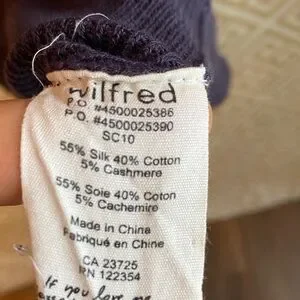 wilfred
P.O. #4500025386
P.O. #4500025390
SC10
55% Silk 40% Cotton
5% Cashmere
55% Soie 40% Coton
5% Cachemire
Made in China
Fabriqué en Chine
CA 23725
RN 122354
If you love me